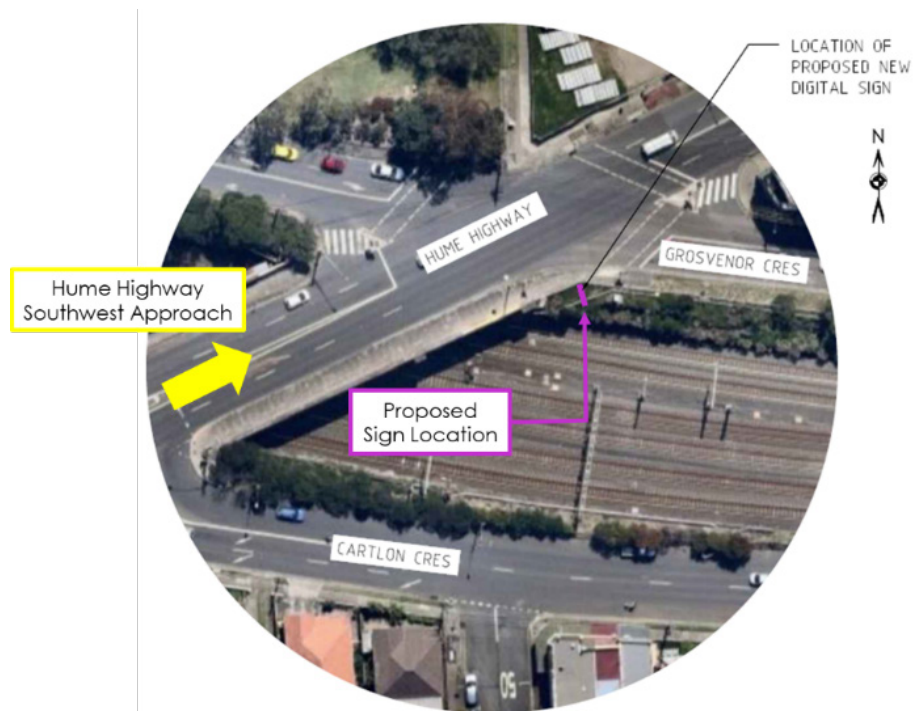 LOCATION OF
PROPOSED NEW
DIGITAL SIGN
N
HUME HIGHWAY
GROSVENOR CRES
Hume Highway
Southwest Approach
Proposed
Sign Location
CARTLON CRES
50